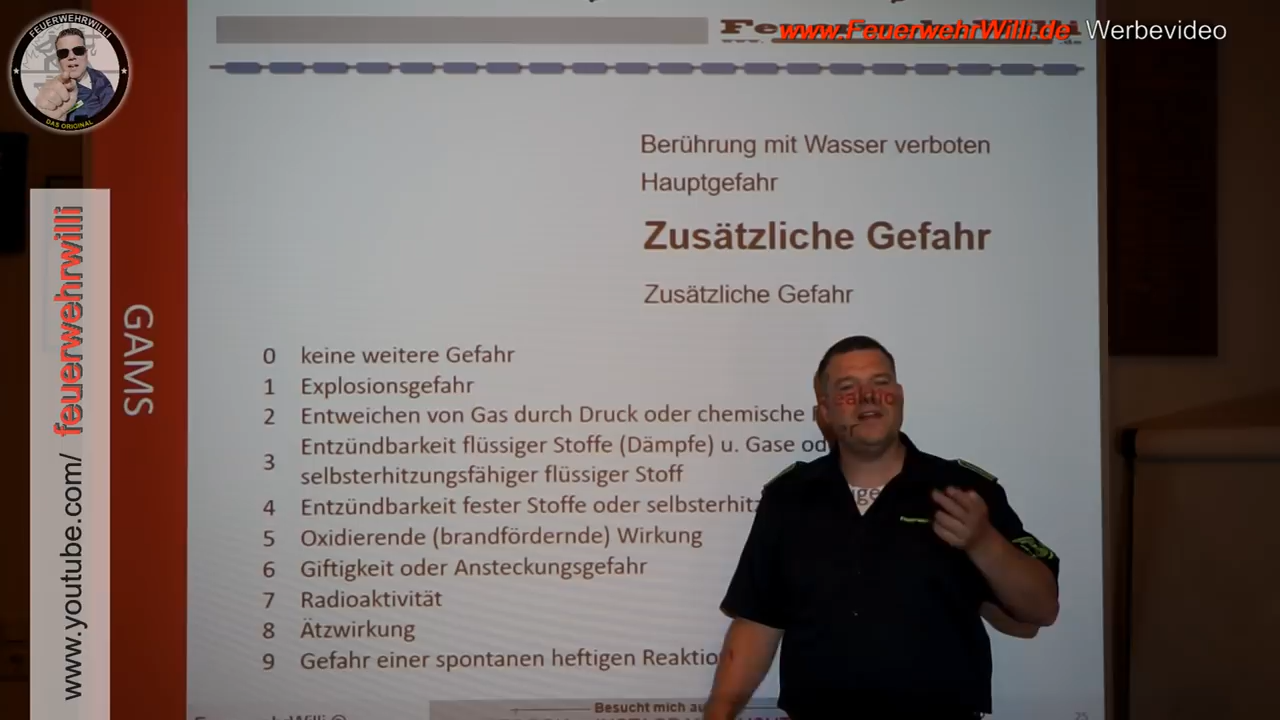 FEUERWEHRWILLI
DAS ORIGINAL
www.FeuerwehrWilli.de Werbevideo
www.youtube.com/ feuerwehrwilli
GAMS
Berührung mit Wasser verboten
Hauptgefahr
Zusätzliche Gefahr
Zusätzliche Gefahr
0 keine weitere Gefahr
1 Explosionsgefahr
2 Entweichen von Gas durch Druck oder chemische
3 Entzündbarkeit flüssiger Stoffe (Dämpfe) u. Gase od
selbsterhitzungsfähiger flüssiger Stoff
4 Entzündbarkeit fester Stoffe oder selbsterhitz
5 Oxidierende (brandfördernde) Wirkung
6 Giftigkeit oder Ansteckungsgefahr
7 Radioaktivität
8 Ätzwirkung
9 Gefahr einer spontanen heftigen Reaktio
Besucht mich au
25